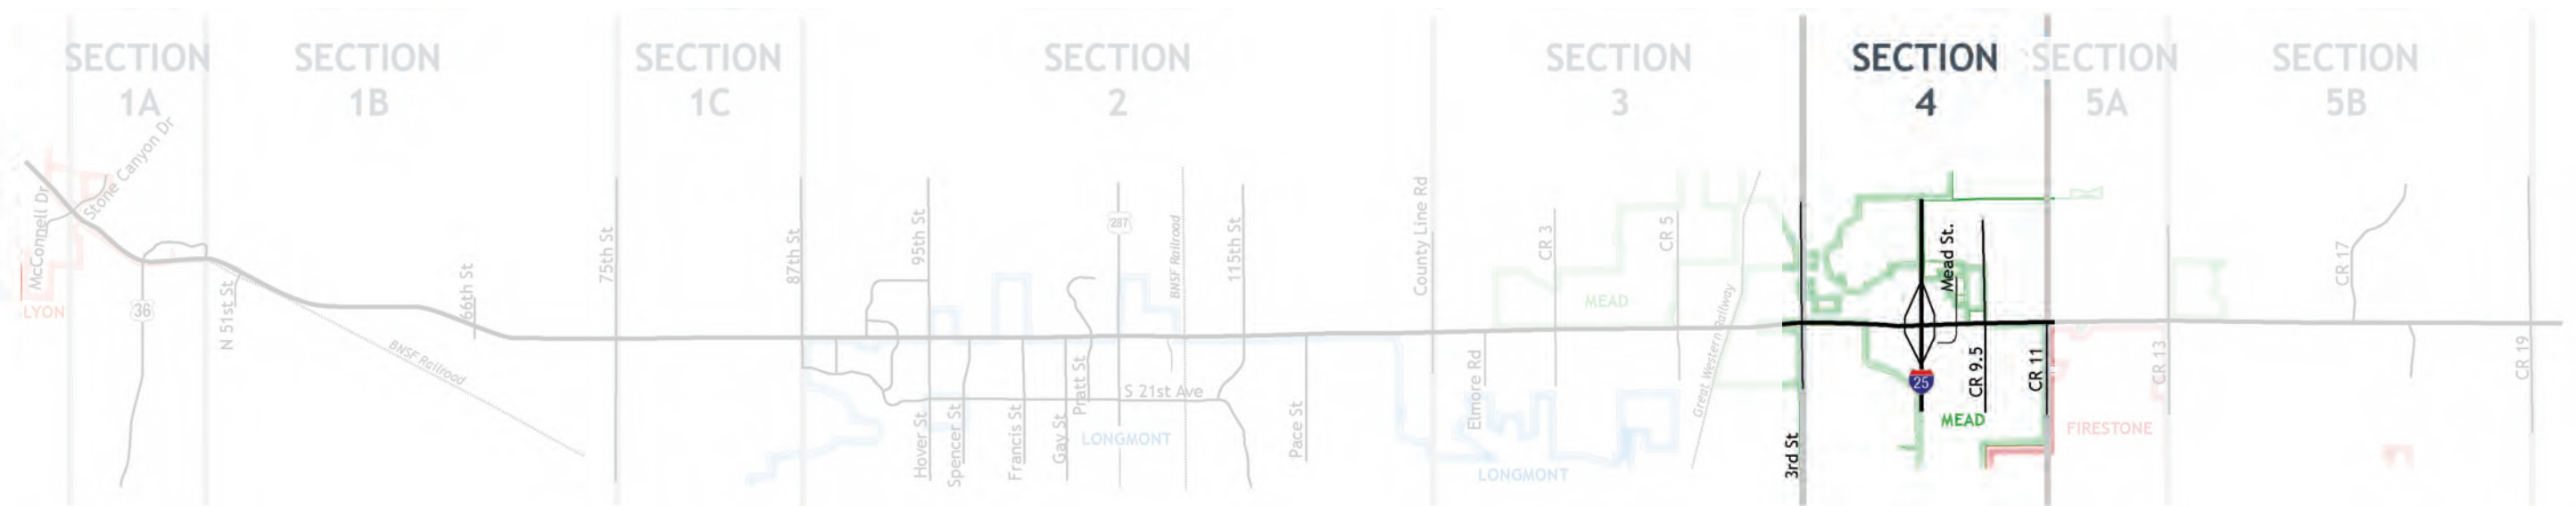 SECTION
1A
SECTION
1B
SECTION
1C
SECTION
2
SECTION
3
SECTION
4
SECTION
5A
SECTION
5B
McConnell Dr
Stone Canyon Dr
LYON
36
N 51st St
66th St
BNSF Railroad
75th St
87th St
95th St
287
BNSF Railroad
115th St
Hover St
Spencer St
Francis St
Gay St
Pratt St
S 21st Ave
LONGMONT
Pace St
County Line Rd
Elmore Rd
CR 3
CR 5
MEAD
LONGMONT
Great Western Railway
3rd St
Mead St.
25
CR 9.5
CR 11
MEAD
FIRESTONE
CR 13
CR 17
CR 19